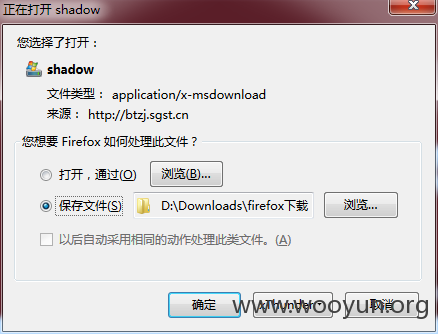 正在打开 shadow
您选择了打开：
shadow
文件类型： application/x-msdownload
来源： http://btzj.sgst.cn
您想要 Firefox 如何处理此文件？
打开，通过(O) 浏览(B)...
保存文件(S) D:\Downloads\firefox下载 浏览...
以后自动采用相同的动作处理此类文件。(A)
确定 xThunder 取消
www.wooyun.org